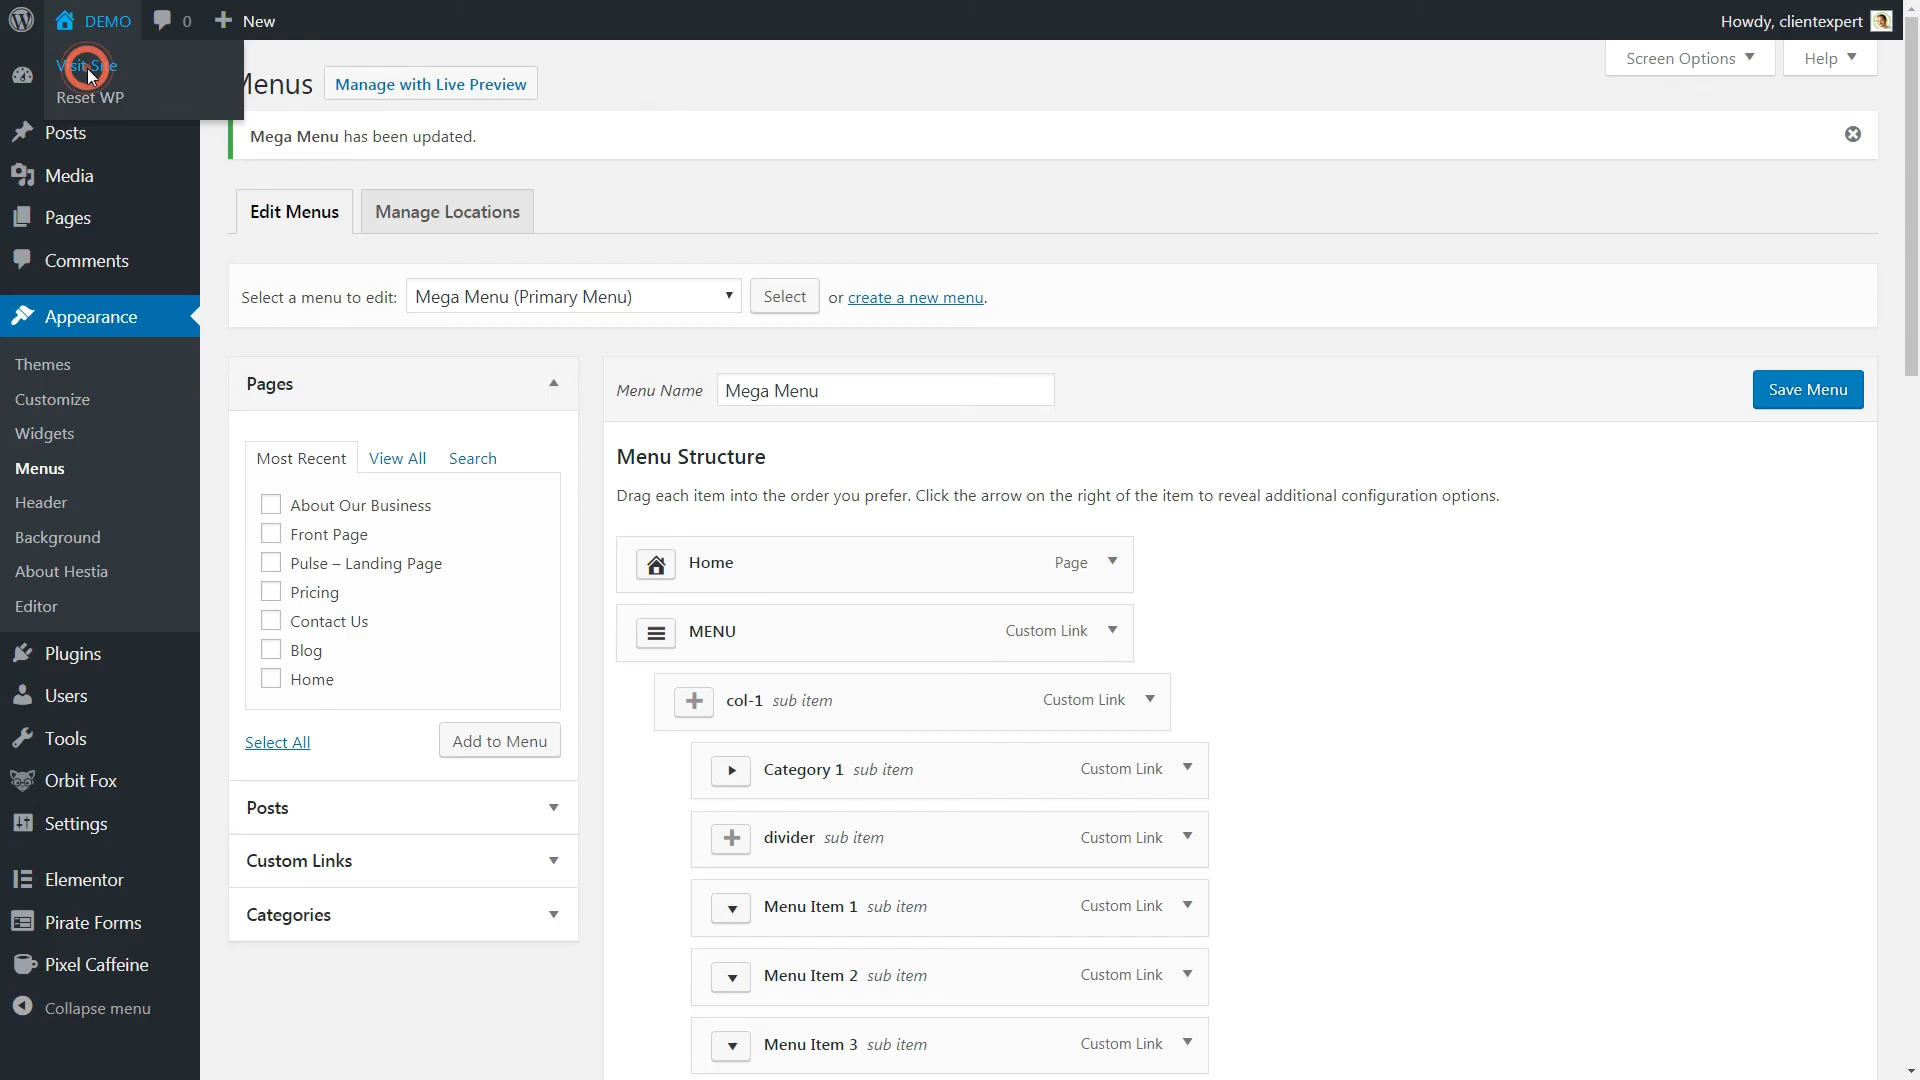 DEMO
0
New
Howdy, clientexpert
Visit Site
Reset WP
Screen Options
Help
Menus
Manage with Live Preview
Mega Menu has been updated.
Posts
Media
Pages
Comments
Appearance
Themes
Customize
Widgets
Menus
Header
Background
About Hestia
Editor
Plugins
Users
Tools
Orbit Fox
Settings
Elementor
Pirate Forms
Pixel Caffeine
Collapse menu
Edit Menus
Manage Locations
Select a menu to edit:
Mega Menu (Primary Menu)
Select
or create a new menu.
Pages
Most Recent
View All
Search
About Our Business
Front Page
Pulse – Landing Page
Pricing
Contact Us
Blog
Home
Select All
Add to Menu
Posts
Custom Links
Categories
Menu Name
Mega Menu
Save Menu
Menu Structure
Drag each item into the order you prefer. Click the arrow on the right of the item to reveal additional configuration options.
Home
Page
MENU
Custom Link
col-1 sub item
Custom Link
Category 1 sub item
Custom Link
divider sub item
Custom Link
Menu Item 1 sub item
Custom Link
Menu Item 2 sub item
Custom Link
Menu Item 3 sub item
Custom Link